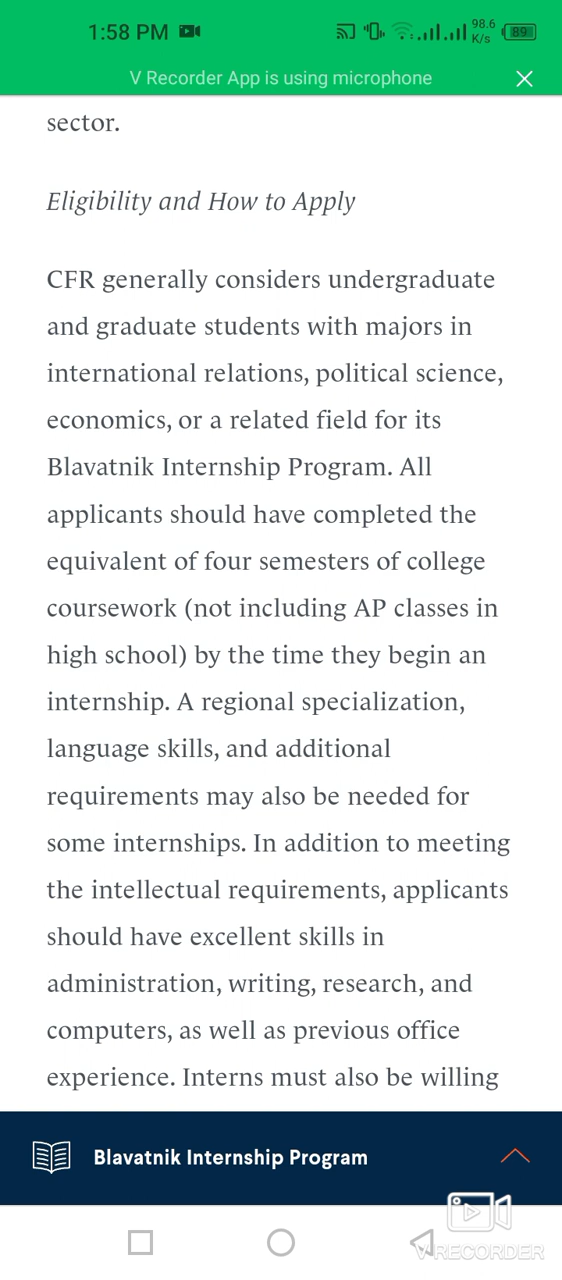 1:58 PM
98.6
K/s
89
V Recorder App is using microphone
sector.
Eligibility and How to Apply
CFR generally considers undergraduate
and graduate students with majors in
international relations, political science,
economics, or a related field for its
Blavatnik Internship Program. All
applicants should have completed the
equivalent of four semesters of college
coursework (not including AP classes in
high school) by the time they begin an
internship. A regional specialization,
language skills, and additional
requirements may also be needed for
some internships. In addition to meeting
the intellectual requirements, applicants
should have excellent skills in
administration, writing, research, and
computers, as well as previous office
experience. Interns must also be willing
Blavatnik Internship Program
V RECORDER